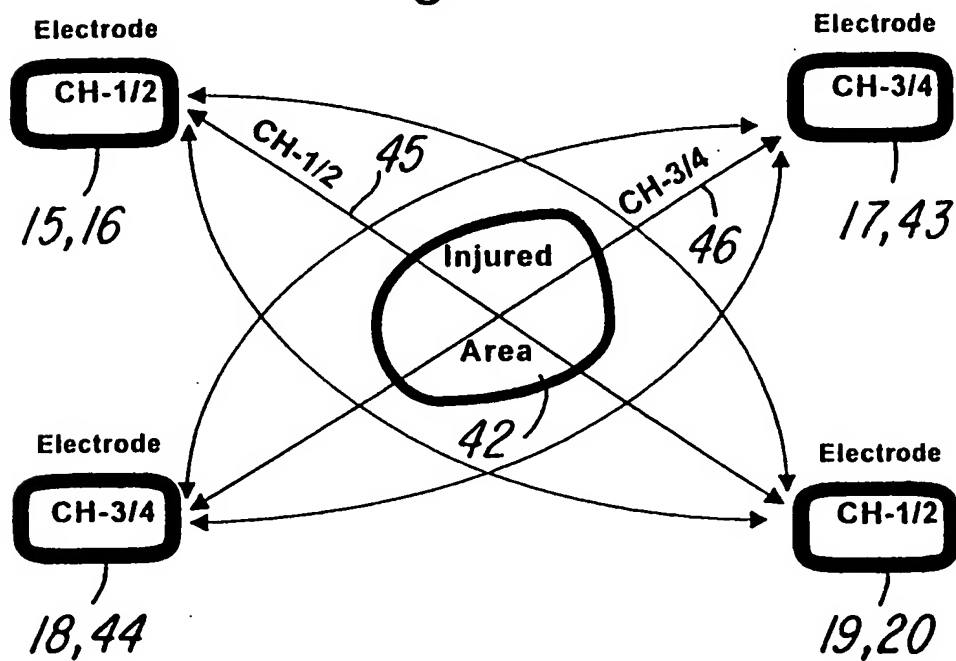 Electrode
CH-1/2
15,16
Electrode
CH-3/4
17,43
CH-1/2
45
CH-3/4
46
Injured
Area
42
Electrode
CH-3/4
18,44
Electrode
CH-1/2
19,20